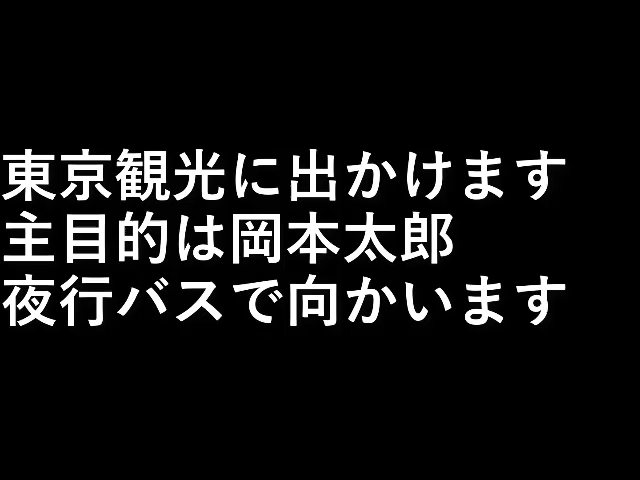 東京観光に出かけます
主目的は岡本太郎
夜行バスで向かいます